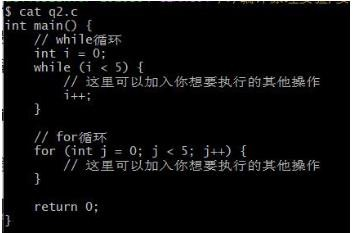 $ cat q2.c
int main() {
    // while循环
    int i = 0;
    while (i < 5) {
        // 这里可以加入你想要执行的其他操作
        i++;
    }

    // for循环
    for (int j = 0; j < 5; j++) {
        // 这里可以加入你想要执行的其他操作
    }

    return 0;
}